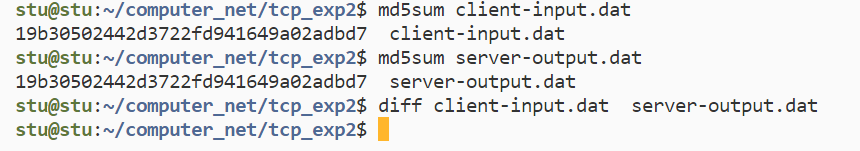 stu@stu:~/computer_net/tcp_exp2$ md5sum client-input.dat
19b30502442d3722fd941649a02adbd7  client-input.dat
stu@stu:~/computer_net/tcp_exp2$ md5sum server-output.dat
19b30502442d3722fd941649a02adbd7  server-output.dat
stu@stu:~/computer_net/tcp_exp2$ diff client-input.dat  server-output.dat
stu@stu:~/computer_net/tcp_exp2$